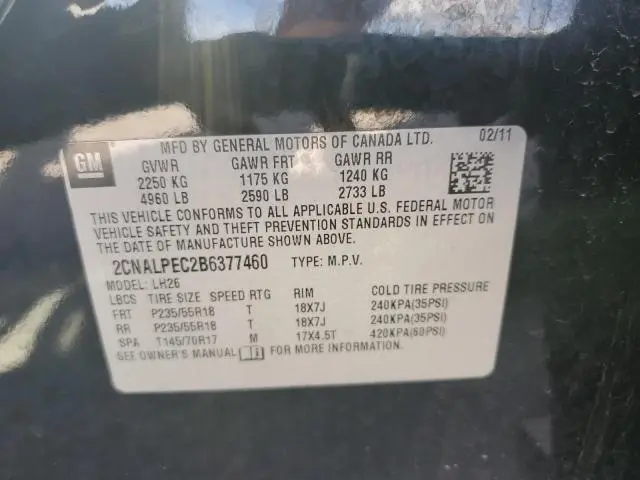 GM
MFD BY GENERAL MOTORS OF CANADA LTD. 02/11
GVWR GAWR FRT GAWR RR
2250 KG 1175 KG 1240 KG
4960 LB 2590 LB 2733 LB
THIS VEHICLE CONFORMS TO ALL APPLICABLE U.S. FEDERAL MOTOR
VEHICLE SAFETY AND THEFT PREVENTION STANDARDS IN EFFECT ON
THE DATE OF MANUFACTURE SHOWN ABOVE.
2CNALPEC2B6377460 TYPE: M.P.V.
MODEL: LH26
LBCS TIRE SIZE SPEED RTG RIM COLD TIRE PRESSURE
FRT P235/55R18 T 18X7J 240KPA(35PSI)
RR P235/55R18 T 18X7J 240KPA(35PSI)
SPA T145/70R17 M 17X4.5T 420KPA(60PSI)
SEE OWNER'S MANUAL FOR MORE INFORMATION.